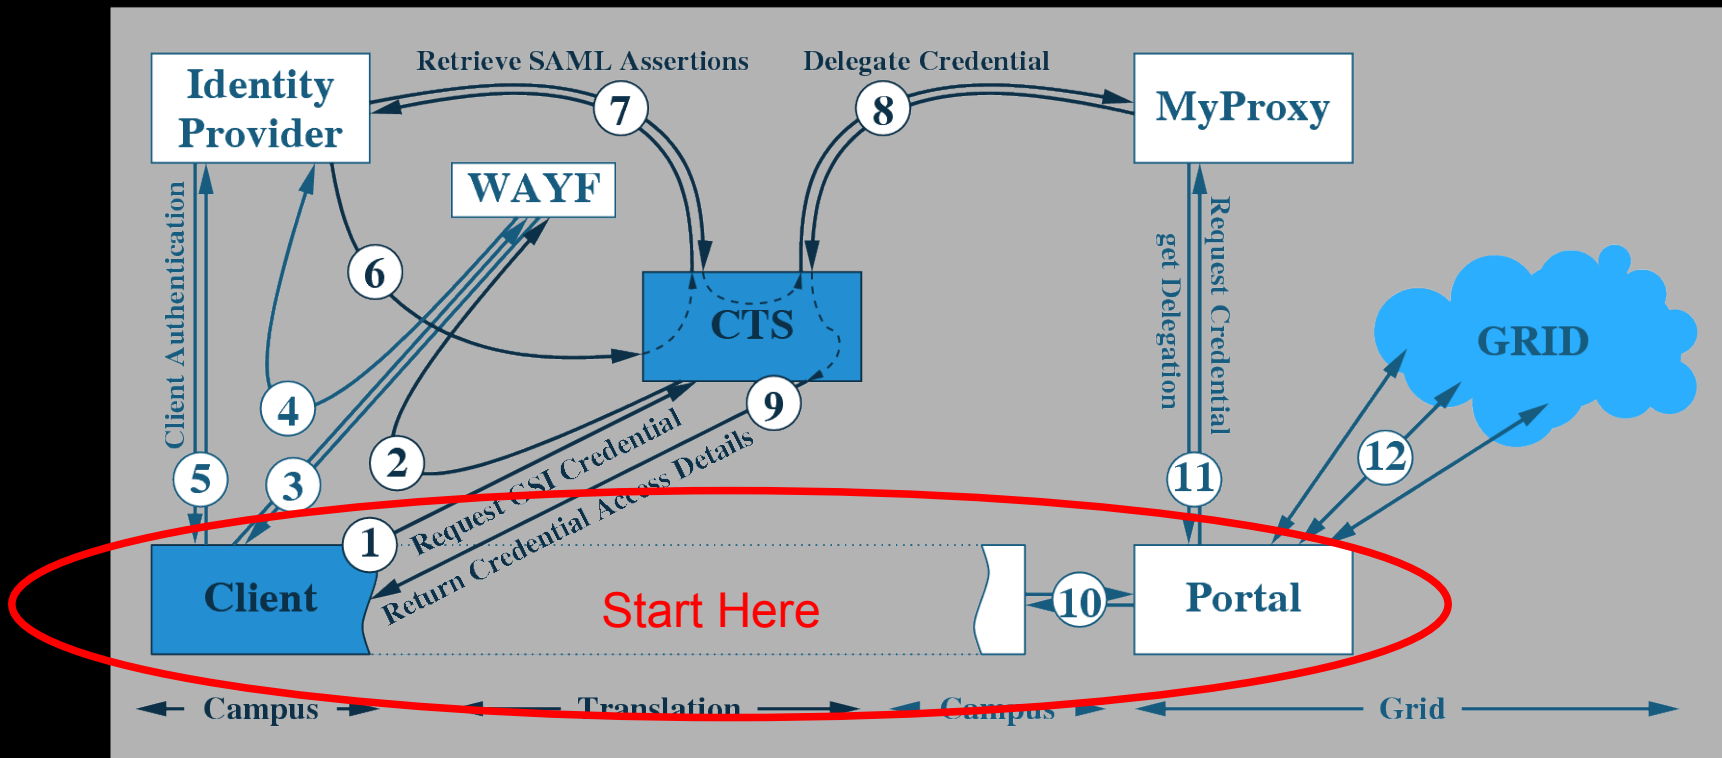 Retrieve SAML Assertions
Delegate Credential
Identity
Provider
7
8
MyProxy
WAYF
Client Authentication
6
CTS
get Delegation
Request Credential
GRID
4
9
2
12
5
3
11
Request GSI Credential
Return Credential Access Details
1
Client
Start Here
10
Portal
Campus
Translation
Campus
Grid